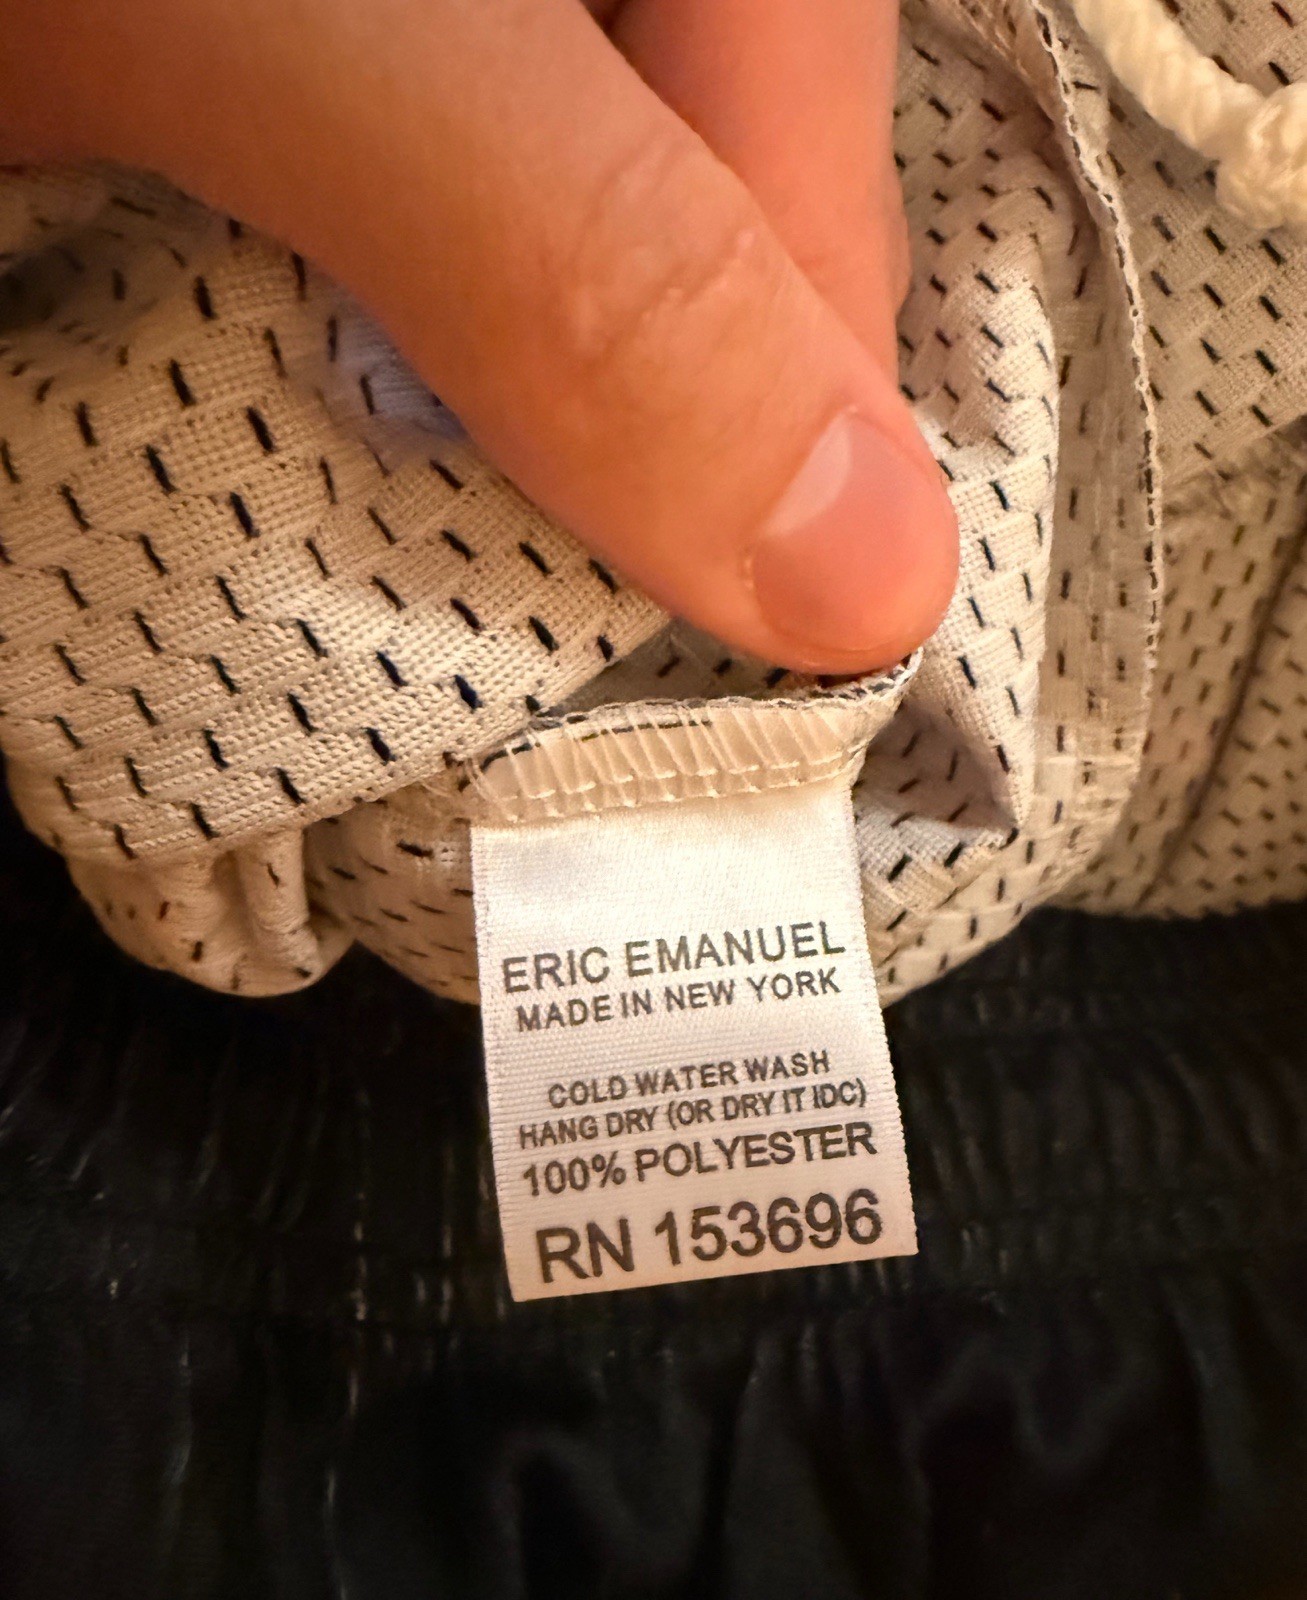 ERIC EMANUEL
MADE IN NEW YORK
COLD WATER WASH
HANG DRY (OR DRY IT IDC)
100% POLYESTER
RN 153696